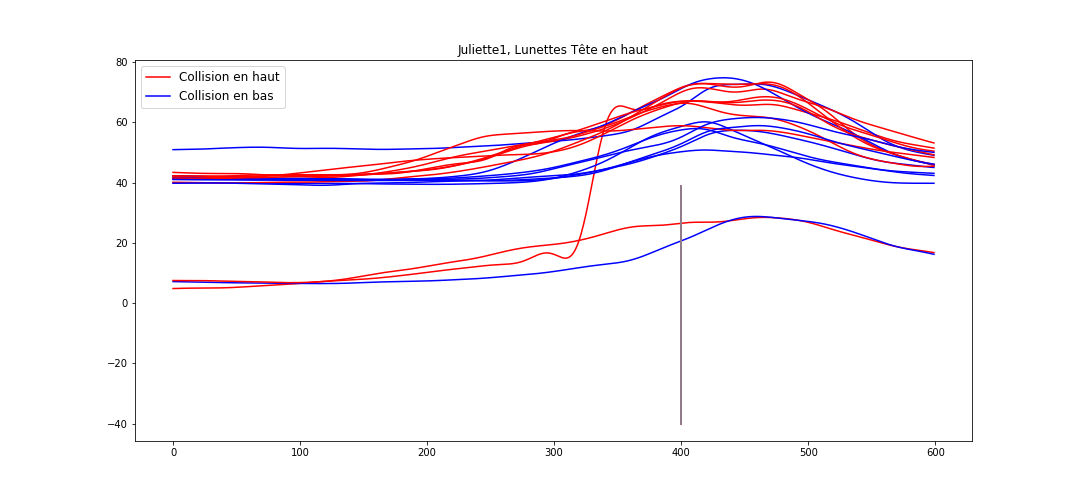 Juliette1, Lunettes Tête en haut
Collision en haut
Collision en bas
80
60
40
20
0
−20
−40
0 100 200 300 400 500 600